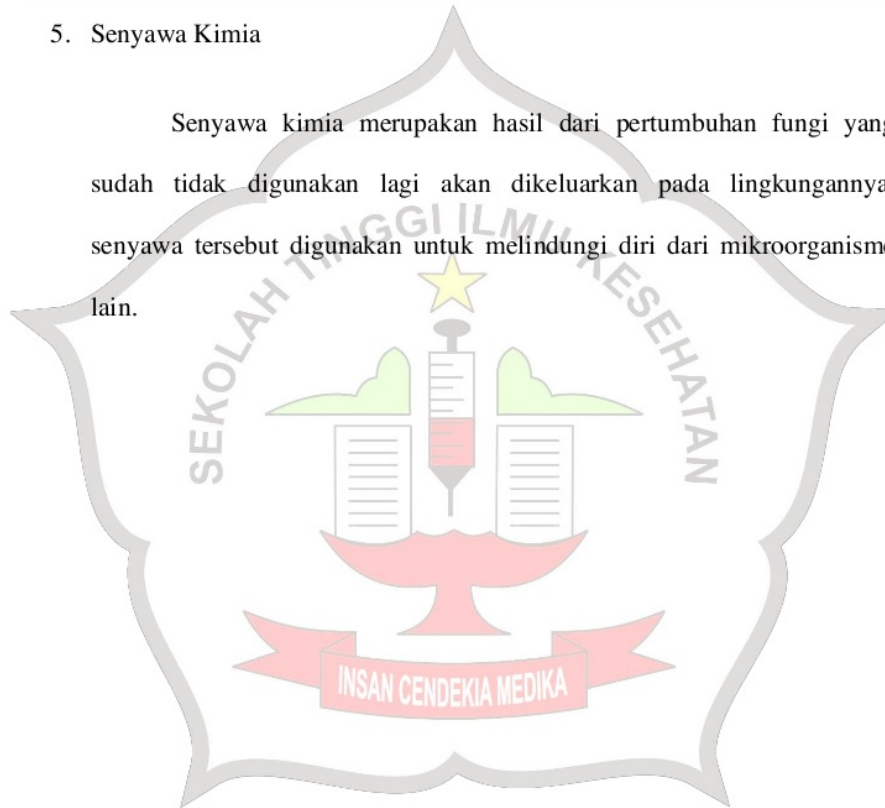 5. Senyawa Kimia
Senyawa kimia merupakan hasil dari pertumbuhan fungi yang
sudah tidak digunakan lagi akan dikeluarkan pada lingkungannya
senyawa tersebut digunakan untuk melindungi diri dari mikroorganisme
lain.
SEKOLAH TINGGI ILMU KESEHATAN
INSAN CENDEKIA MEDIKA